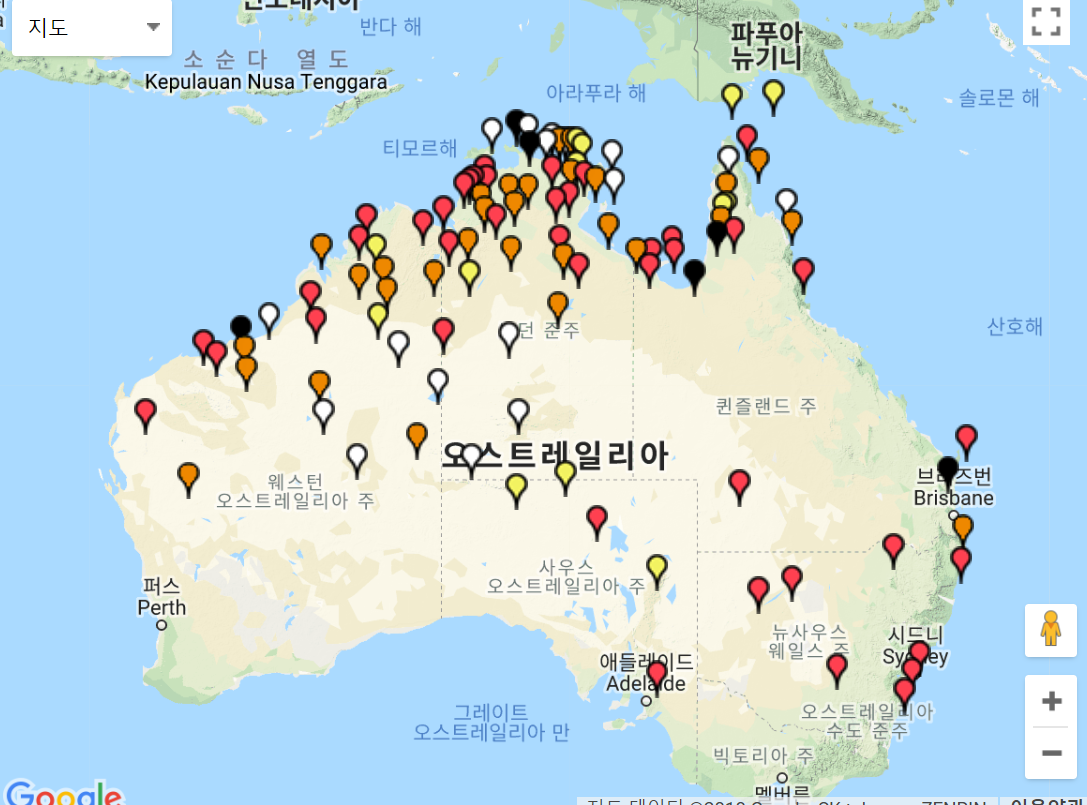 지도
반다 해
파푸아
뉴기니
소순다 열도
Kepulauan Nusa Tenggara
아라푸라 해
솔로몬 해
티모르해
산호해
던 준주
퀸즐랜드 주
오스트레일리아
웨스턴
오스트레일리아 주
Brisbane
사우스
오스트레일리아 주
퍼스
Perth
뉴사우스
웨일스 주
시드니
Sydney
애들레이드
Adelaide
그레이트
오스트레일리아 만
오스트레일리아
수도 준주
빅토리아 주
멜버른
Google